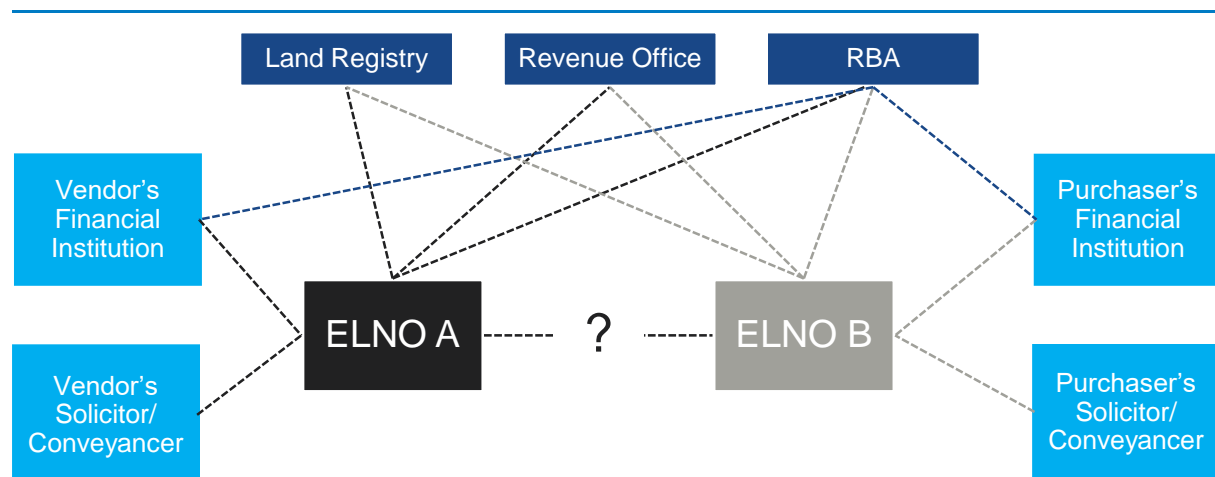 Land Registry
Revenue Office
RBA
Vendor’s
Financial
Institution
Purchaser’s
Financial
Institution
ELNO A
?
ELNO B
Vendor’s
Solicitor/
Conveyancer
Purchaser’s
Solicitor/
Conveyancer